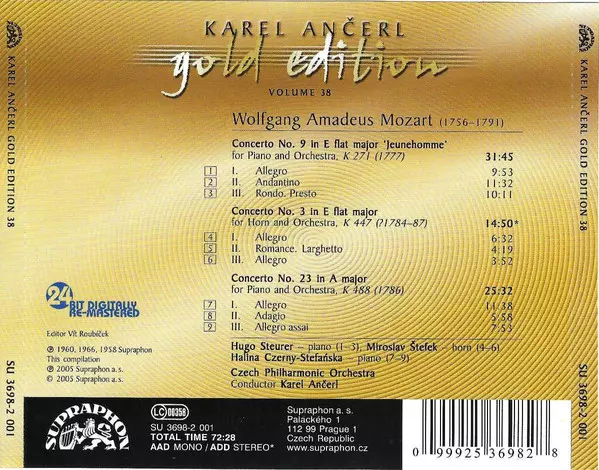 KAREL ANČERL
gold edition
VOLUME 38
Wolfgang Amadeus Mozart (1756–1791)
Concerto No. 9 in E flat major 'Jeunehomme'
for Piano and Orchestra, K 271 (1777) 31:45
1 I. Allegro 9:53
2 II. Andantino 11:32
3 III. Rondo. Presto 10:11
Concerto No. 3 in E flat major
for Horn and Orchestra, K 447 (?1784–87) 14:50*
4 I. Allegro 6:32
5 II. Romance. Larghetto 4:19
6 III. Allegro 3:52
Concerto No. 23 in A major
for Piano and Orchestra, K 488 (1786) 25:32
7 I. Allegro 11:38
8 II. Adagio 5:58
9 III. Allegro assai 7:53
Hugo Steurer – piano (1–3), Miroslav Štefek – horn (4–6)
Halina Czerny-Stefańska – piano (7–9)
Czech Philharmonic Orchestra
Conductor Karel Ančerl
24
BIT DIGITALLY
RE-MASTERED
Editor Vít Roubíček
℗ 1960, 1966, 1958 Supraphon
This compilation
℗ 2005 Supraphon a. s.
© 2005 Supraphon a. s.
SUPRAPHON
LC 00358
SU 3698-2 001
TOTAL TIME 72:28
AAD MONO / ADD STEREO*
Supraphon a. s.
Palackého 1
112 99 Prague 1
Czech Republic
www.supraphon.cz
0 99925 36982 8
KAREL ANČERL GOLD EDITION 38
SU 3698-2 001
KAREL ANČERL GOLD EDITION 38
SU 3698-2 001